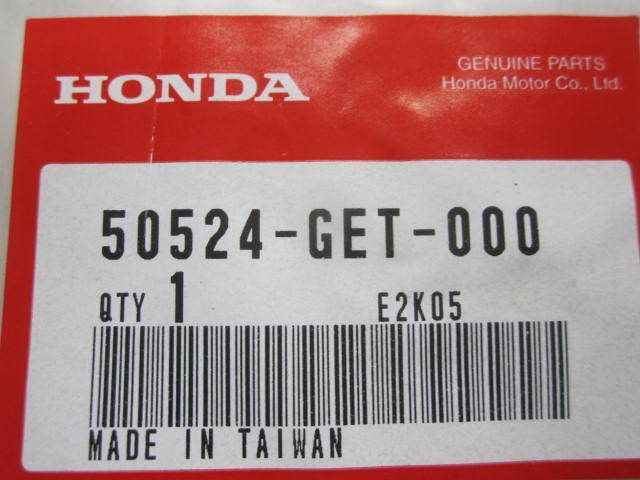 HONDA
GENUINE PARTS
Honda Motor Co., Ltd.
50524-GET-000
QTY 1 E2K05
MADE IN TAIWAN